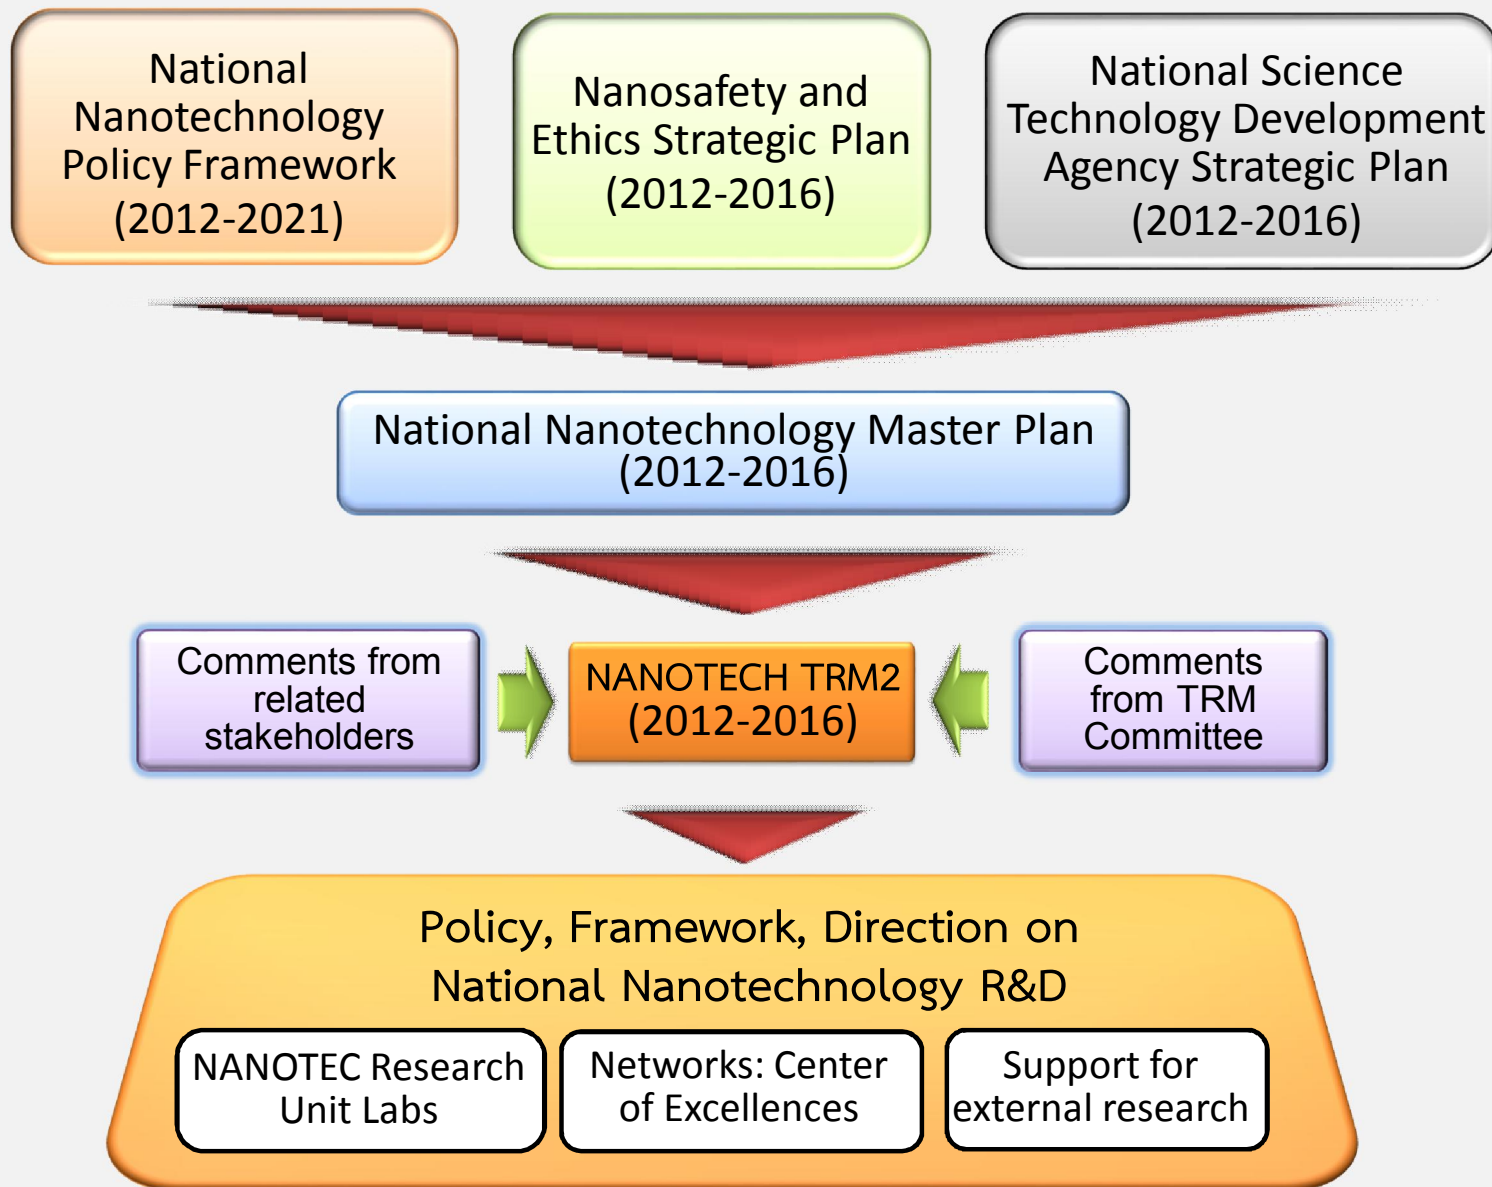 National
Nanotechnology
Policy Framework
(2012-2021)
Nanosafety and
Ethics Strategic Plan
(2012-2016)
National Science
Technology Development
Agency Strategic Plan
(2012-2016)
National Nanotechnology Master Plan
(2012-2016)
Comments from
related
stakeholders
NANOTECH TRM2
(2012-2016)
Comments
from TRM
Committee
Policy, Framework, Direction on
National Nanotechnology R&D
NANOTEC Research
Unit Labs
Networks: Center
of Excellences
Support for
external research